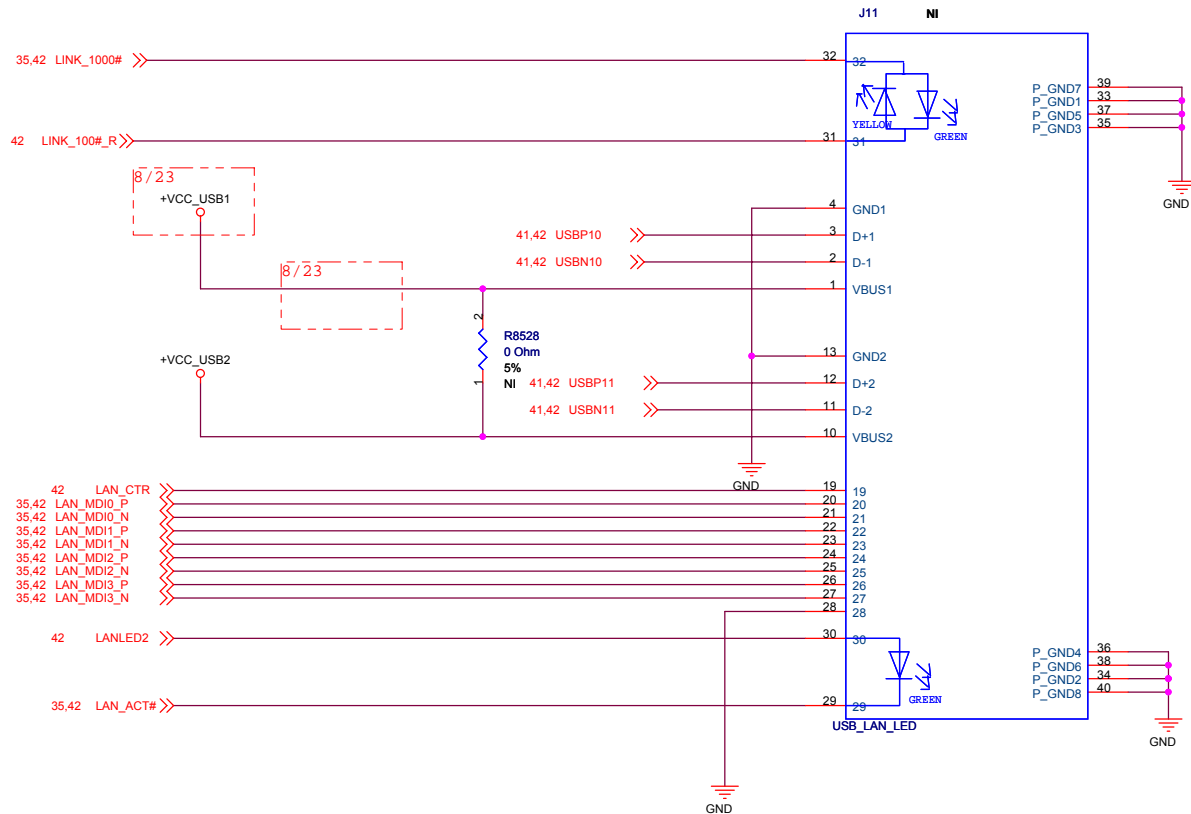 J11 NI
35,42 LINK_1000# 32 32
YELLOW GREEN
42 LINK_100#_R 31 31
P_GND7 39
P_GND1 33
P_GND5 37
P_GND3 35
GND
8/23
+VCC_USB1
4 GND1
41,42 USBP10 3 D+1
41,42 USBN10 2 D-1
8/23
1 VBUS1
2
R8528
0 Ohm
5%
NI
1
+VCC_USB2
13 GND2
41,42 USBP11 12 D+2
41,42 USBN11 11 D-2
10 VBUS2
GND
42 LAN_CTR 19 19
35,42 LAN_MDI0_P 20 20
35,42 LAN_MDI0_N 21 21
35,42 LAN_MDI1_P 22 22
35,42 LAN_MDI1_N 23 23
35,42 LAN_MDI2_P 24 24
35,42 LAN_MDI2_N 25 25
35,42 LAN_MDI3_P 26 26
35,42 LAN_MDI3_N 27 27
28 28
42 LANLED2 30 30
GREEN
35,42 LAN_ACT# 29 29
USB_LAN_LED
P_GND4 36
P_GND6 38
P_GND2 34
P_GND8 40
GND
GND